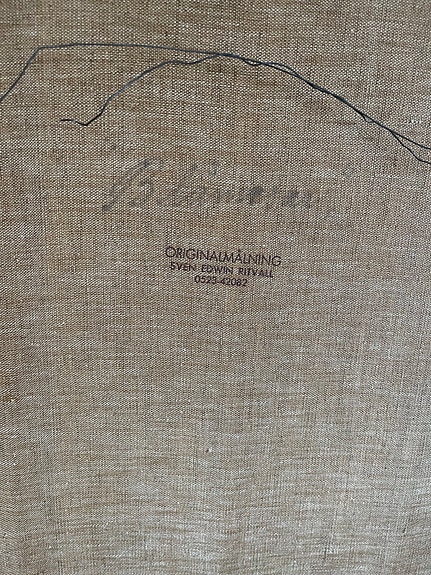 ORIGINALMÅLNING
SVEN EDWIN RITVALL
0523-42082